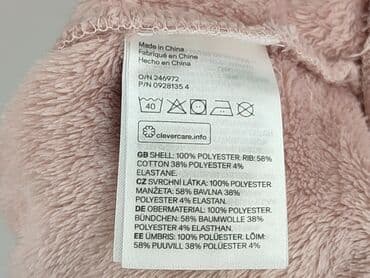 Made in China
Fabriqué en Chine
Hecho en China
O/N 246972
P/N 0928135 4
40
clevercare.info
GB SHELL: 100% POLYESTER. RIB: 58%
COTTON 38% POLYESTER 4%
ELASTANE.
CZ SVRCHNÍ LÁTKA: 100% POLYESTER.
MANŽETA: 58% BAVLNA 38%
POLYESTER 4% ELASTAN.
DE OBERMATERIAL: 100% POLYESTER.
BÜNDCHEN: 58% BAUMWOLLE 38%
POLYESTER 4% ELASTHAN.
EE ÜMBRIS: 100% POLÜESTER. LÕIM:
58% PUUVILL 38% POLÜESTER 4%